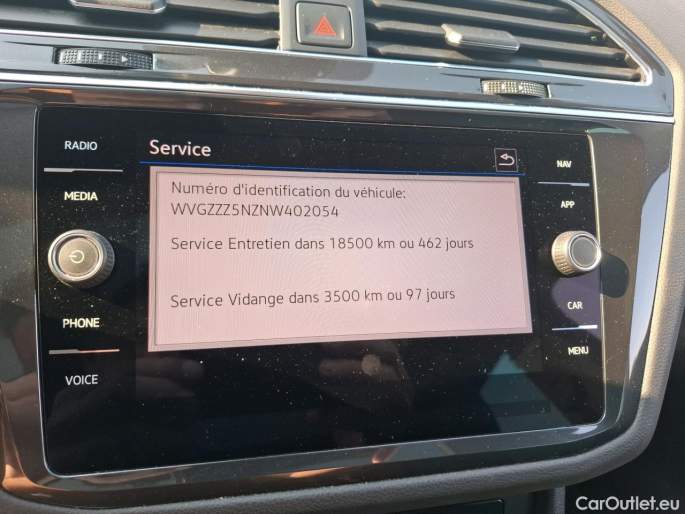 RADIO
MEDIA
PHONE
VOICE
Service
Numéro d'identification du véhicule:
WVGZZZ5NZNW402054
Service Entretien dans 18500 km ou 462 jours
Service Vidange dans 3500 km ou 97 jours
NAV
APP
CAR
MENU
CarOutlet.eu